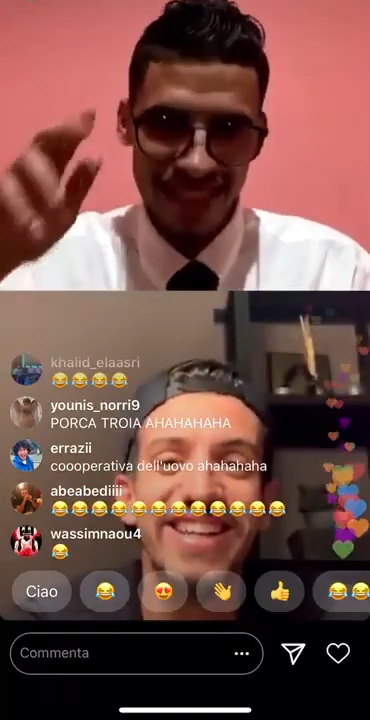 khalid_elaasri
😂😂😂😂
younis_norri9
PORCA TROIA AHAHAHAHA
errazii
coooperativa dell'uovo ahahahaha
abeabediiii
😂😂😂😂😂😂😂😂😂😂😂😂
wassimnaou4
😂
Ciao 😂 😍 👋 👍 😂😂
Commenta